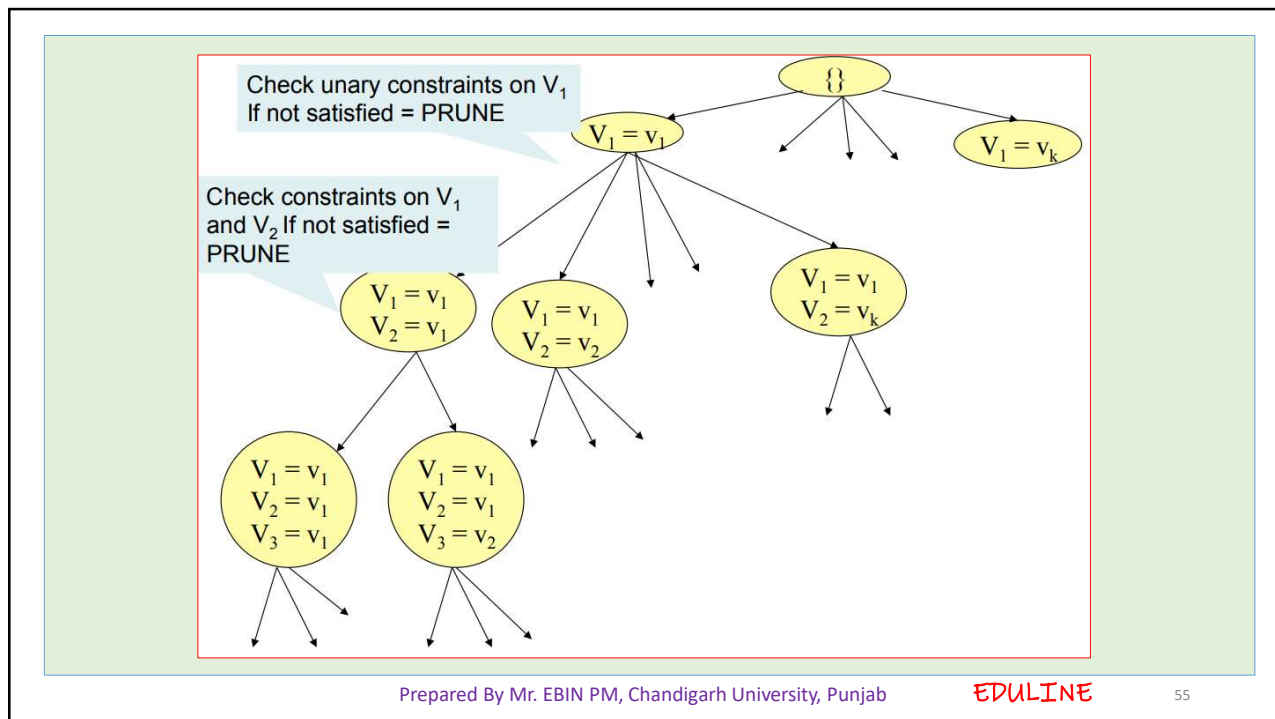 Check unary constraints on V₁
If not satisfied = PRUNE
{}
V₁ = v₁
V₁ = vₖ
Check constraints on V₁
and V₂ If not satisfied =
PRUNE
V₁ = v₁
V₂ = v₁
V₁ = v₁
V₂ = v₂
V₁ = v₁
V₂ = vₖ
V₁ = v₁
V₂ = v₁
V₃ = v₁
V₁ = v₁
V₂ = v₁
V₃ = v₂
Prepared By Mr. EBIN PM, Chandigarh University, Punjab
EDULINE
55